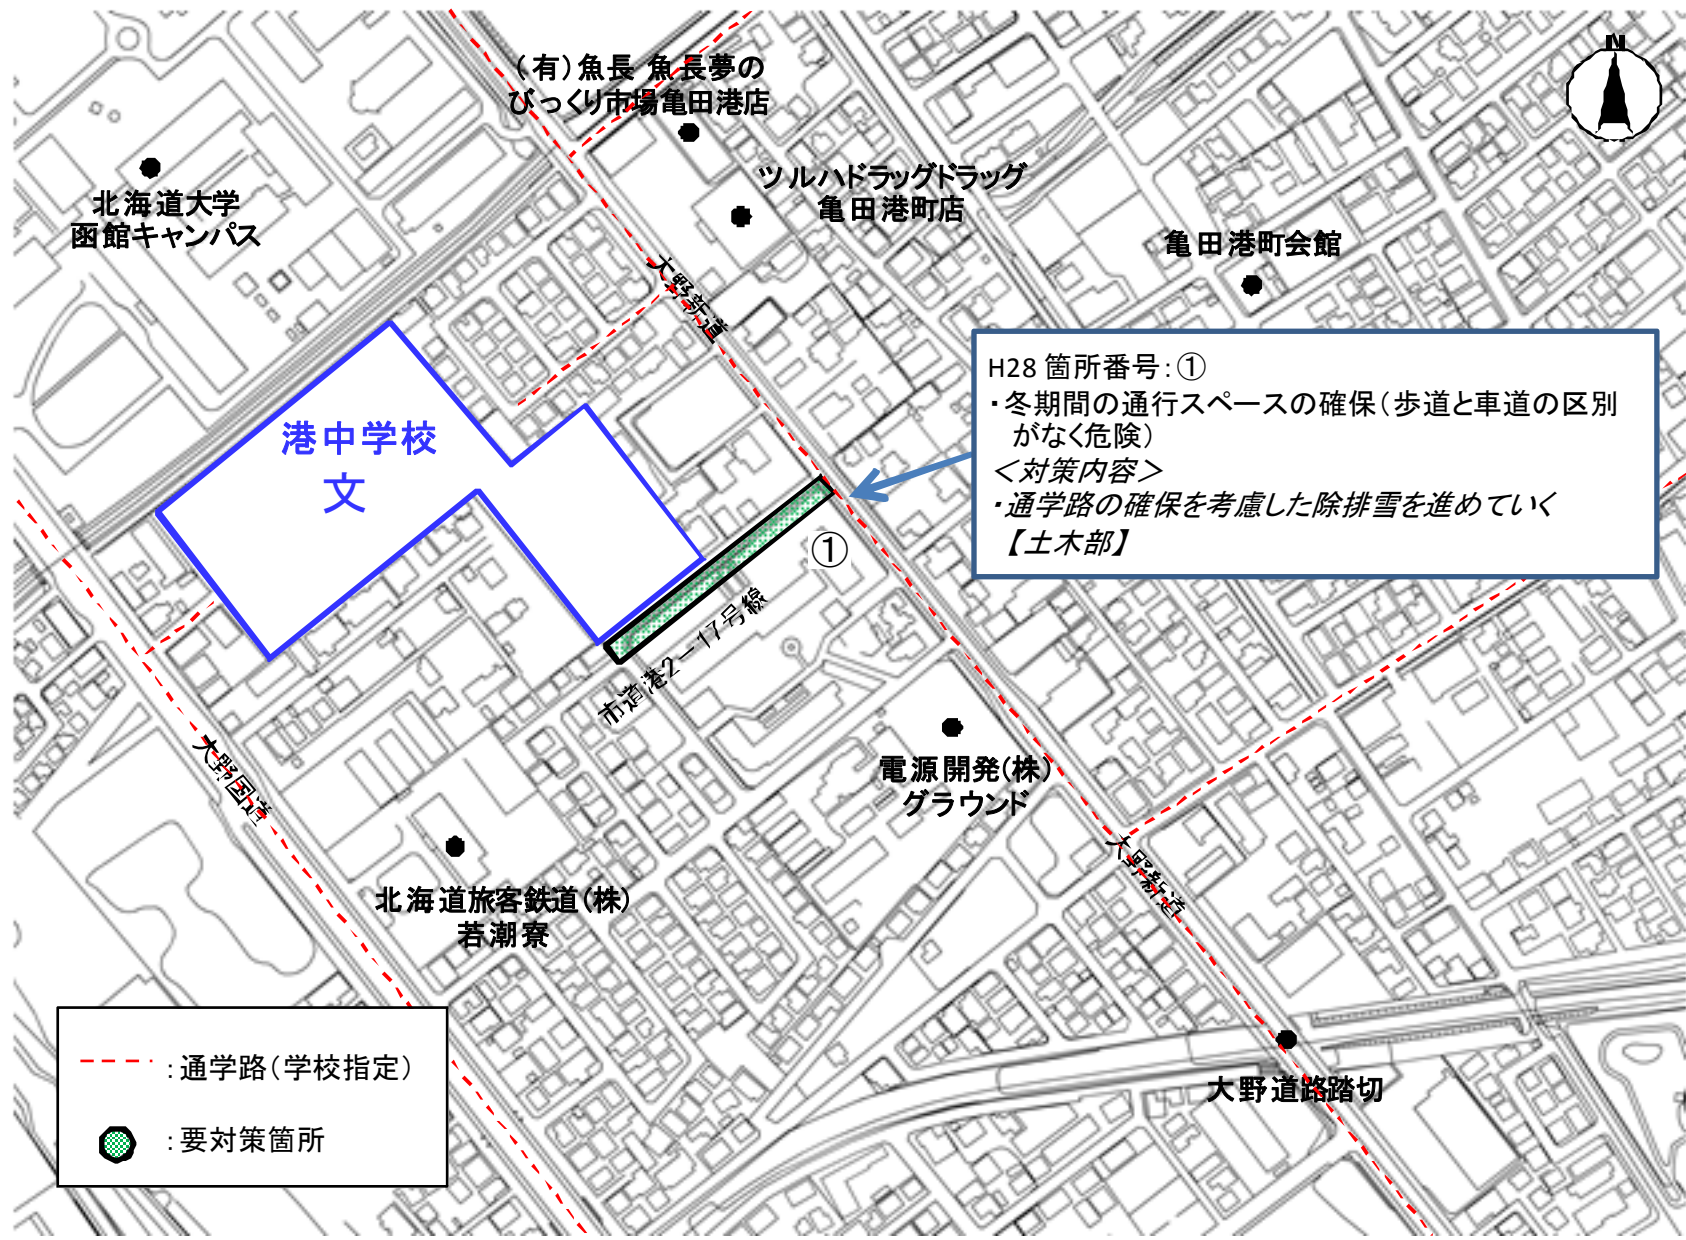 N
(有)魚長 魚長夢の
びっくり市場亀田港店
ツルハドラッグドラッグ
亀田港町店
北海道大学
函館キャンパス
亀田港町会館
大野新道
H28 箇所番号:①
・冬期間の通行スペースの確保(歩道と車道の区別
がなく危険)
<対策内容>
・通学路の確保を考慮した除排雪を進めていく
【土木部】
港中学校
文
①
市道港2-17号線
大野国道
電源開発(株)
グラウンド
大野新道
北海道旅客鉄道(株)
若潮寮
大野道路踏切
:通学路(学校指定)
:要対策箇所